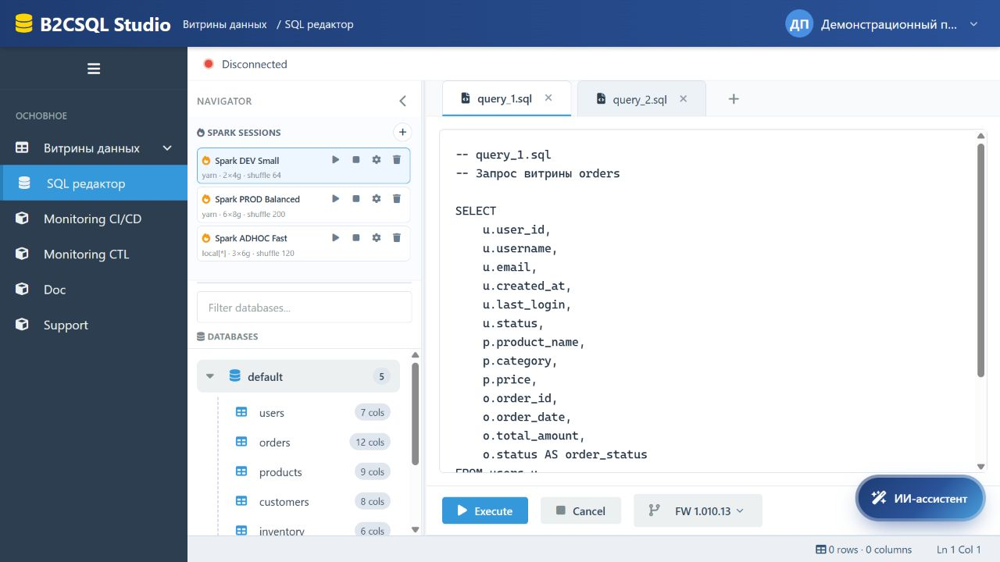 B2CSQL Studio
Витрины данных / SQL редактор
ДП Демонстрационный п...
ОСНОВНОЕ
Витрины данных
SQL редактор
Monitoring CI/CD
Monitoring CTL
Doc
Support
Disconnected
NAVIGATOR
SPARK SESSIONS
Spark DEV Small
yarn · 2×4g · shuffle 64
Spark PROD Balanced
yarn · 6×8g · shuffle 200
Spark ADHOC Fast
local[*] · 3×6g · shuffle 120
Filter databases...
DATABASES
default 5
users 7 cols
orders 12 cols
products 9 cols
customers 8 cols
inventory 6 cols
query_1.sql
query_2.sql
-- query_1.sql
-- Запрос витрины orders
SELECT
u.user_id,
u.username,
u.email,
u.created_at,
u.last_login,
u.status,
p.product_name,
p.category,
p.price,
o.order_id,
o.order_date,
o.total_amount,
o.status AS order_status
FROM users u
Execute
Cancel
FW 1.010.13
ИИ-ассистент
0 rows · 0 columns
Ln 1 Col 1